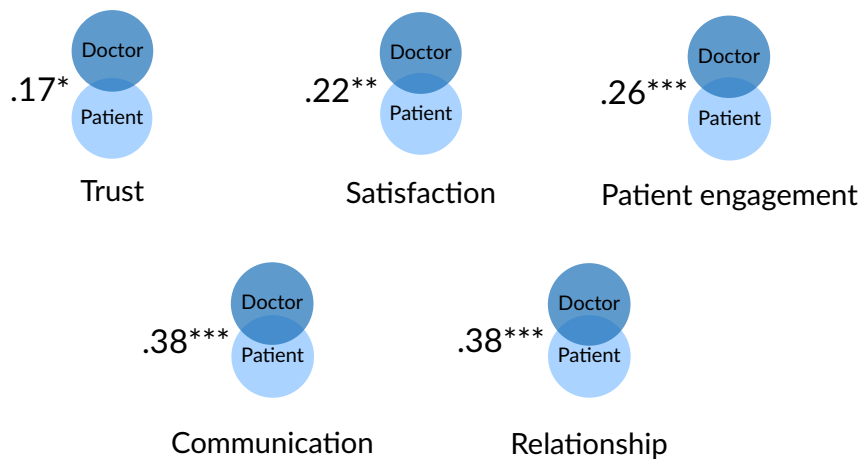 Doctor
.17*
Patient
Trust
Doctor
.22**
Patient
Satisfaction
Doctor
.26***
Patient
Patient engagement
Doctor
.38***
Patient
Communication
Doctor
.38***
Patient
Relationship